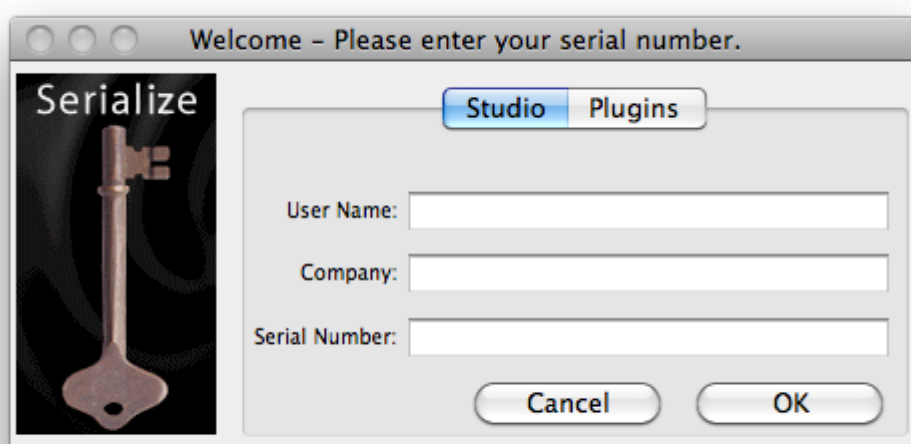 Welcome – Please enter your serial number.
Serialize
Studio Plugins
User Name:
Company:
Serial Number:
Cancel OK